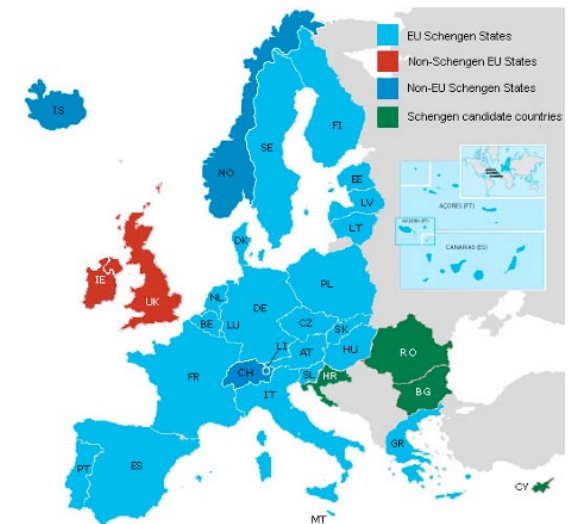 EU Schengen States
Non-Schengen EU States
Non-EU Schengen States
Schengen candidate countries
IS
FI
SE
NO
EE
LV
LT
AÇORES (PT)
CANARIAS (ES)
DK
IE
UK
NL
DE
PL
BE
LU
CZ
SK
LI
AT
HU
CH
RO
FR
SL
HR
IT
BG
GR
PT
ES
CY
MT